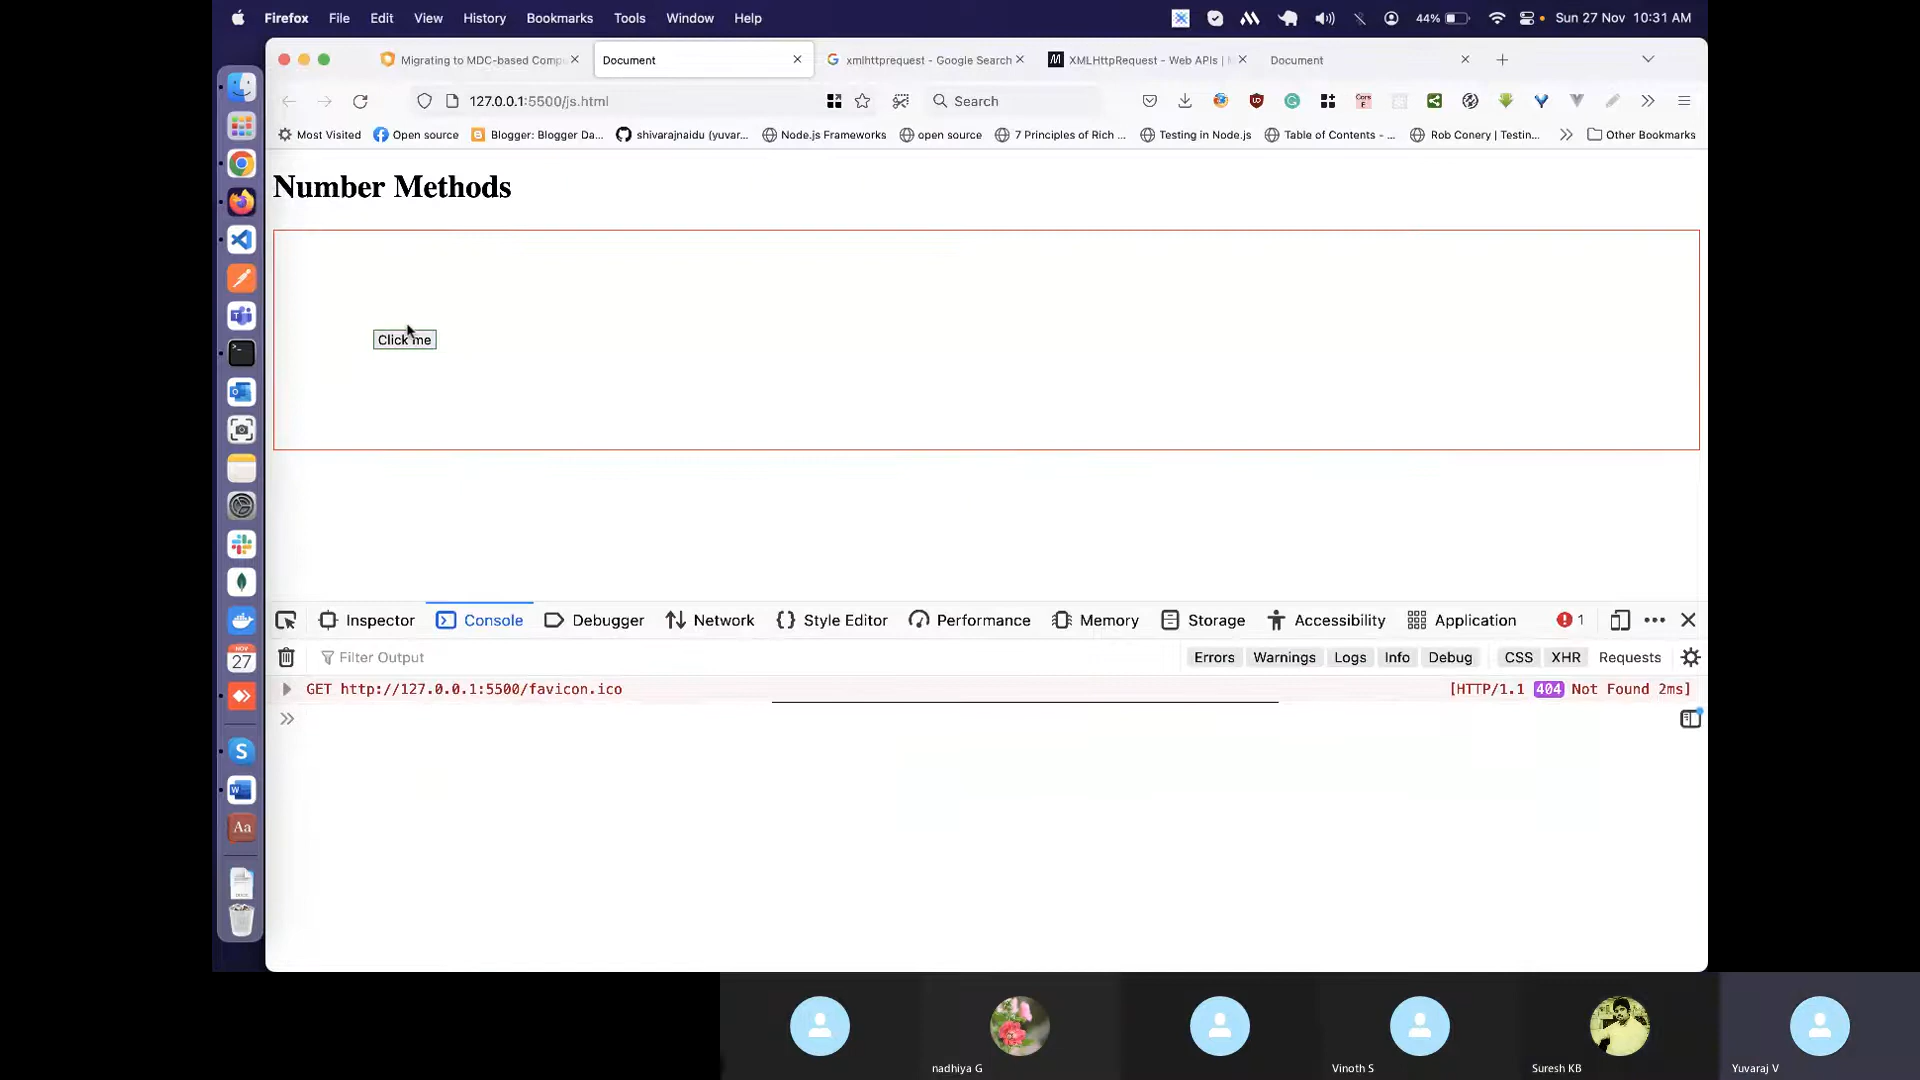 Firefox File Edit View History Bookmarks Tools Window Help 44% Sun 27 Nov 10:31 AM
Migrating to MDC-based Comp Document xmlhttprequest - Google Search XMLHttpRequest - Web APIs | Document
127.0.0.1:5500/js.html Search
Most Visited Open source Blogger: Blogger Da... shivarajnaidu (yuvar... Node.js Frameworks open source 7 Principles of Rich ... Testing in Node.js Table of Contents - ... Rob Conery | Testin... Other Bookmarks
Number Methods
Click me
Inspector Console Debugger Network Style Editor Performance Memory Storage Accessibility Application 1
Filter Output Errors Warnings Logs Info Debug CSS XHR Requests
GET http://127.0.0.1:5500/favicon.ico [HTTP/1.1 404 Not Found 2ms]
NOV
27
S
W
Aa
nadhiya G Vinoth S Suresh KB Yuvaraj V